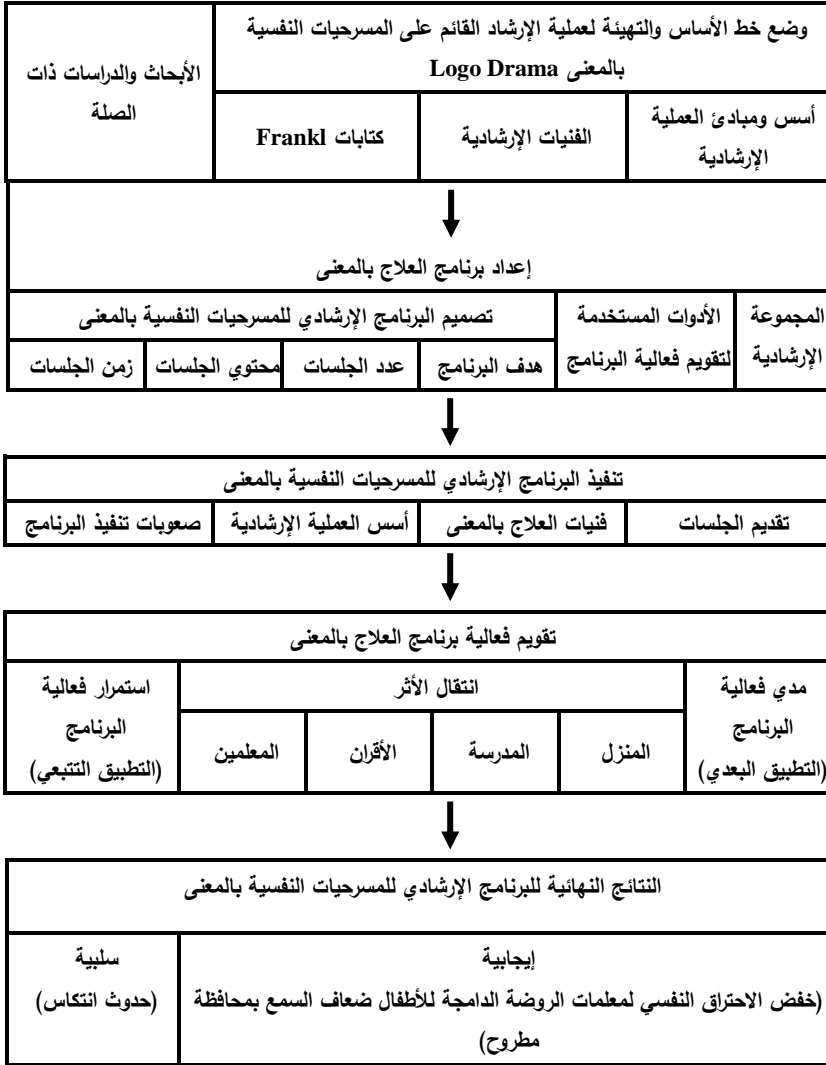 وضع خط الأساس والتهيئة لعملية الإرشاد القائم على المسرحيات النفسية
بالمعنى Logo Drama
أسس ومبادئ العملية
الإرشادية
الفنيات الإرشادية
كتابات Frankl
الأبحاث والدراسات ذات
الصلة
إعداد برنامج العلاج بالمعنى
المجموعة
الإرشادية
الأدوات المستخدمة
لتقويم فعالية البرنامج
تصميم البرنامج الإرشادي للمسرحيات النفسية بالمعنى
هدف البرنامج
عدد الجلسات
محتوي الجلسات
زمن الجلسات
تنفيذ البرنامج الإرشادي للمسرحيات النفسية بالمعنى
تقديم الجلسات
فنيات العلاج بالمعنى
أسس العملية الإرشادية
صعوبات تنفيذ البرنامج
تقويم فعالية برنامج العلاج بالمعنى
مدي فعالية
البرنامج
(التطبيق البعدي)
انتقال الأثر
المنزل
المدرسة
الأقران
المعلمين
استمرار فعالية
البرنامج
(التطبيق التتبعي)
النتائج النهائية للبرنامج الإرشادي للمسرحيات النفسية بالمعنى
إيجابية
(خفض الاحتراق النفسي لمعلمات الروضة الدامجة للأطفال ضعاف السمع بمحافظة
مطروح)
سلبية
(حدوث انتكاس)